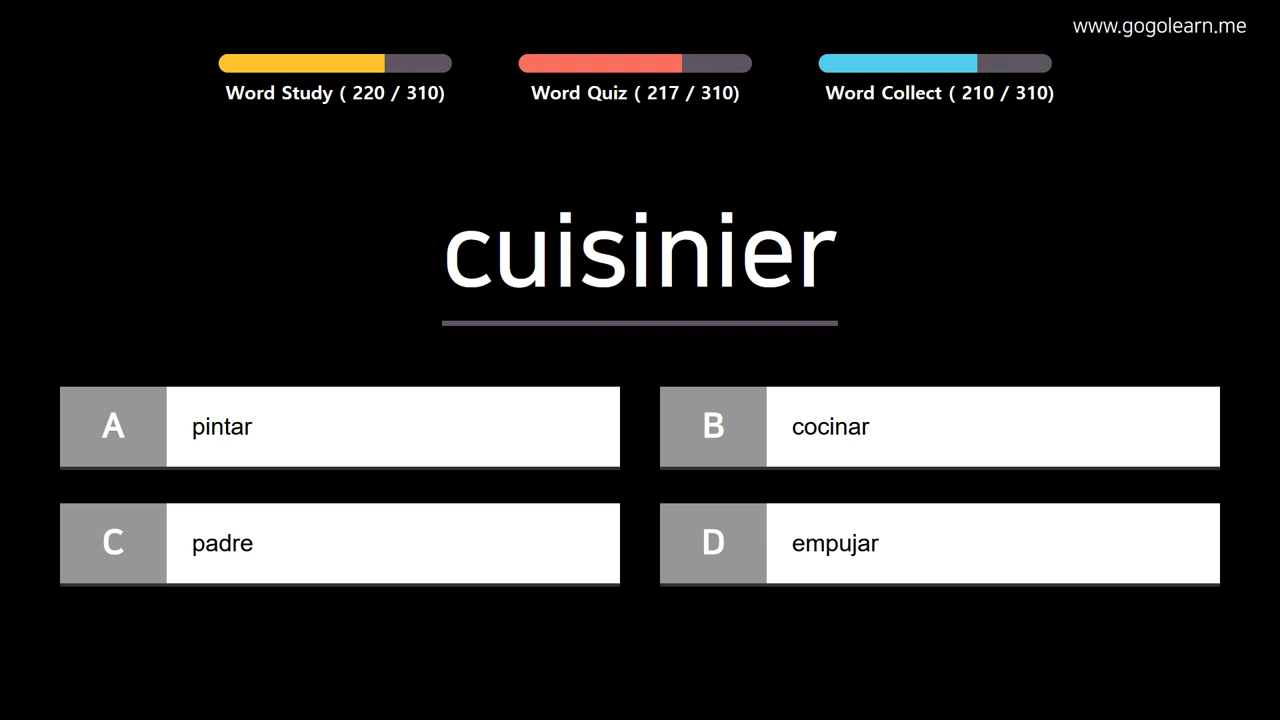 www.gogolearn.me
Word Study ( 220 / 310)
Word Quiz ( 217 / 310)
Word Collect ( 210 / 310)
cuisinier
A pintar
B cocinar
C padre
D empujar